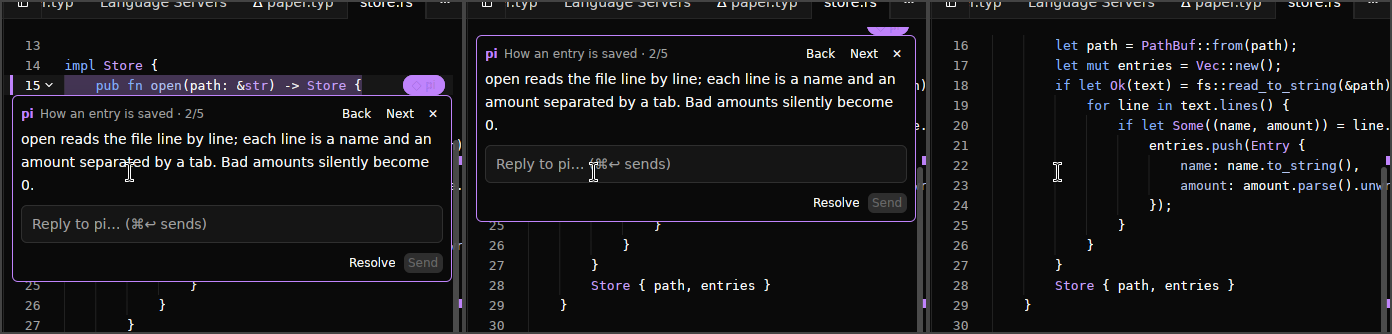 Language Servers
paper.typ
store.rs
13
14 impl Store {
15 pub fn open(path: &str) -> Store {
pi How an entry is saved · 2/5 Back Next ×
open reads the file line by line; each line is a name and an
amount separated by a tab. Bad amounts silently become
0.
Reply to pi… (⌘↩ sends)
Resolve Send
25 }
26 }
27 }
Language Servers
paper.typ
store.rs
pi How an entry is saved · 2/5 Back Next ×
open reads the file line by line; each line is a name and an
amount separated by a tab. Bad amounts silently become
0.
Reply to pi… (⌘↩ sends)
Resolve Send
25 }
26 }
27 }
28 Store { path, entries }
29 }
30
Language Servers
paper.typ
store.rs
16 let path = PathBuf::from(path);
17 let mut entries = Vec::new();
18 if let Ok(text) = fs::read_to_string(&path)
19 for line in text.lines() {
20 if let Some((name, amount)) = line.
21 entries.push(Entry {
22 name: name.to_string(),
23 amount: amount.parse().unwr
24 });
25 }
26 }
27 }
28 Store { path, entries }
29 }
30